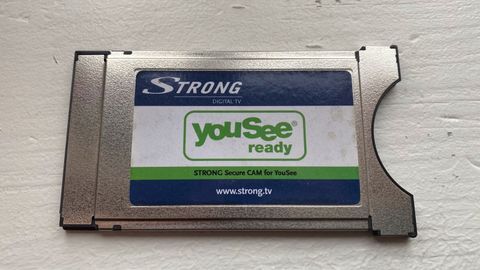 STRONG
DIGITAL TV
youSee®
ready
STRONG Secure CAM for YouSee
www.strong.tv